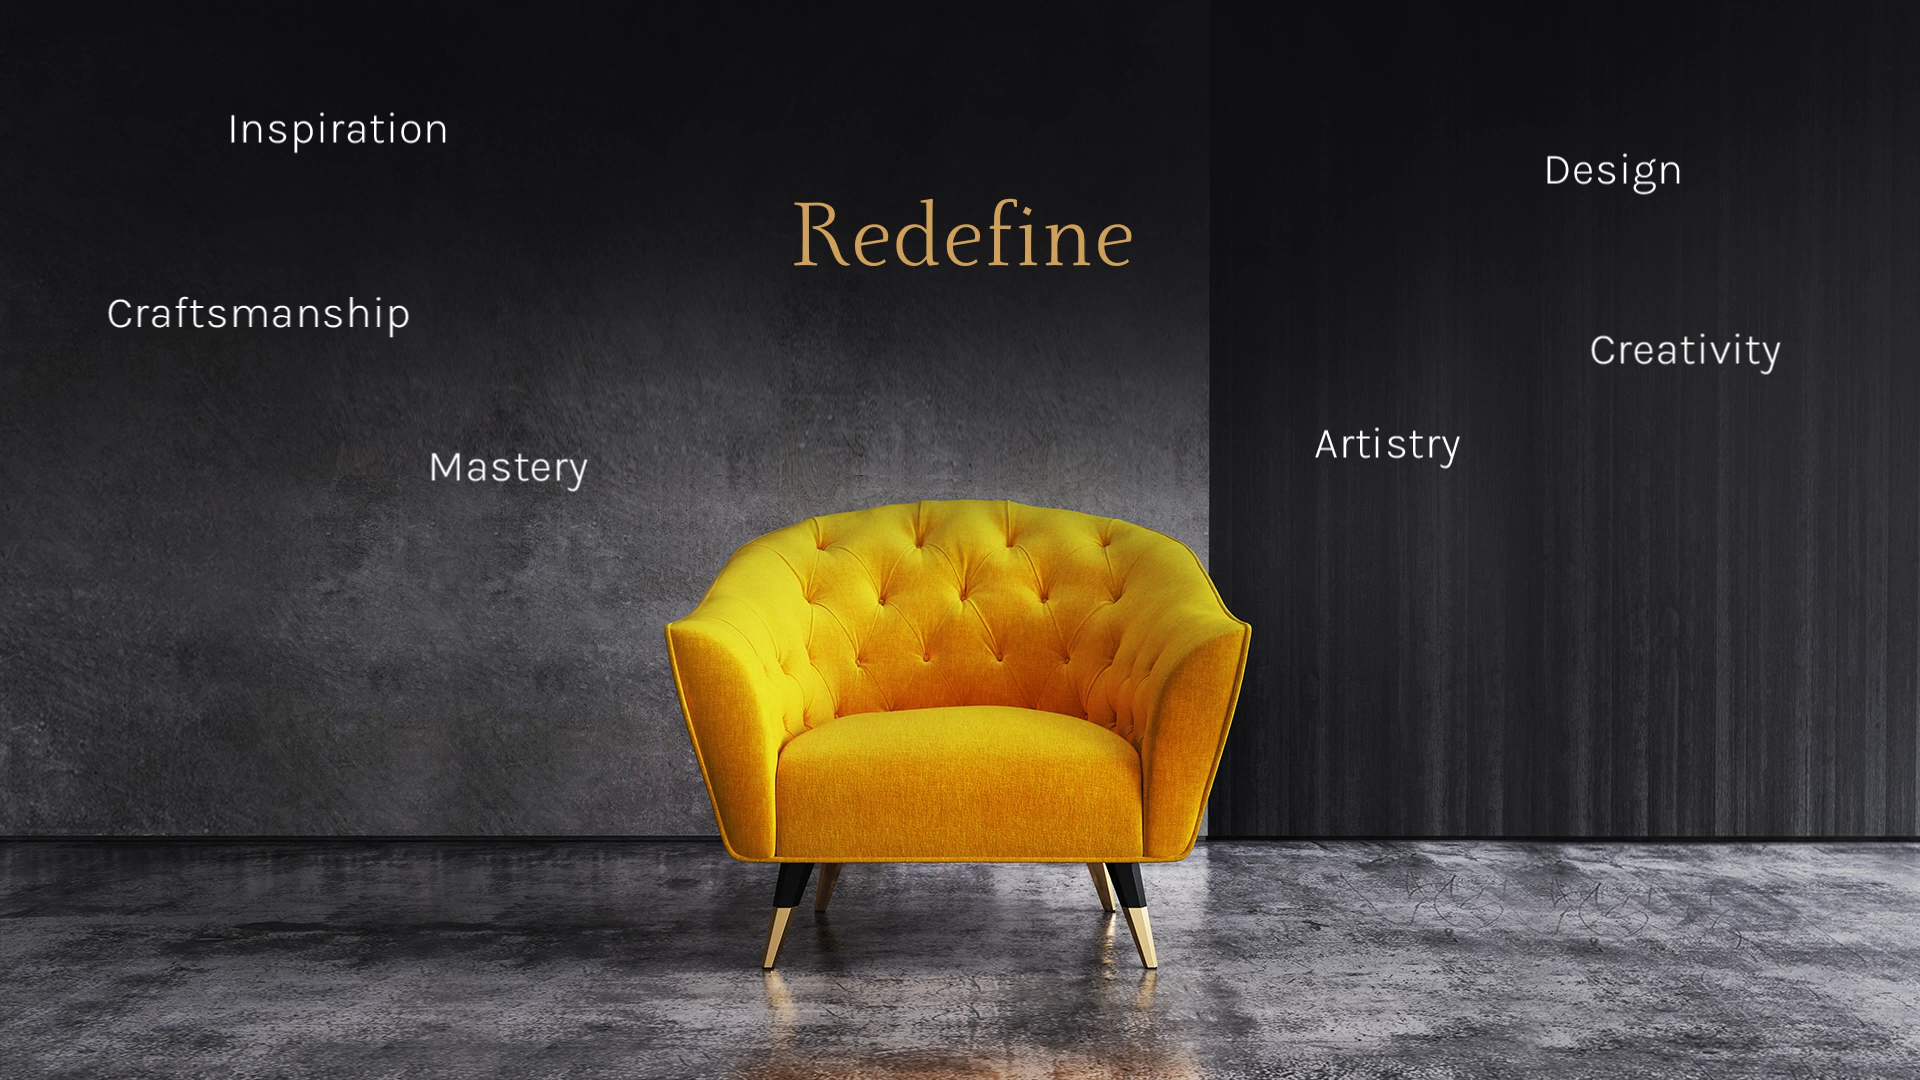 Inspiration
Design
Redefine
Craftsmanship
Creativity
Artistry
Mastery